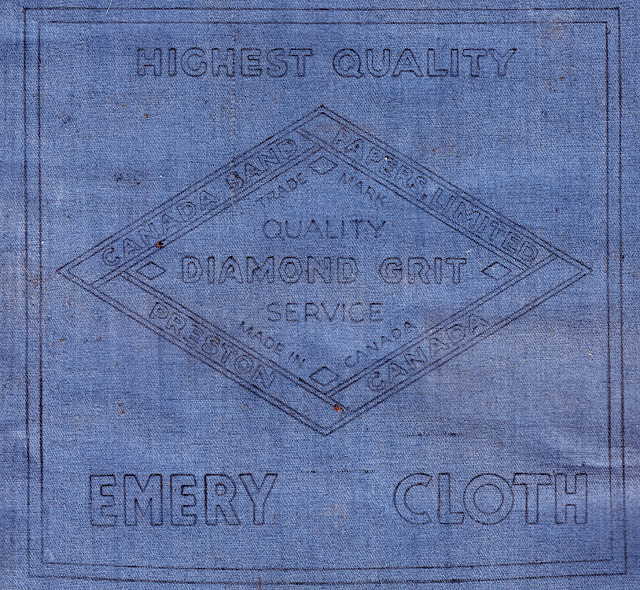 HIGHEST QUALITY
CANADA SAND PAPERS, LIMITED
TRADE MARK
QUALITY
DIAMOND GRIT
SERVICE
MADE IN CANADA
PRESTON CANADA
EMERY CLOTH